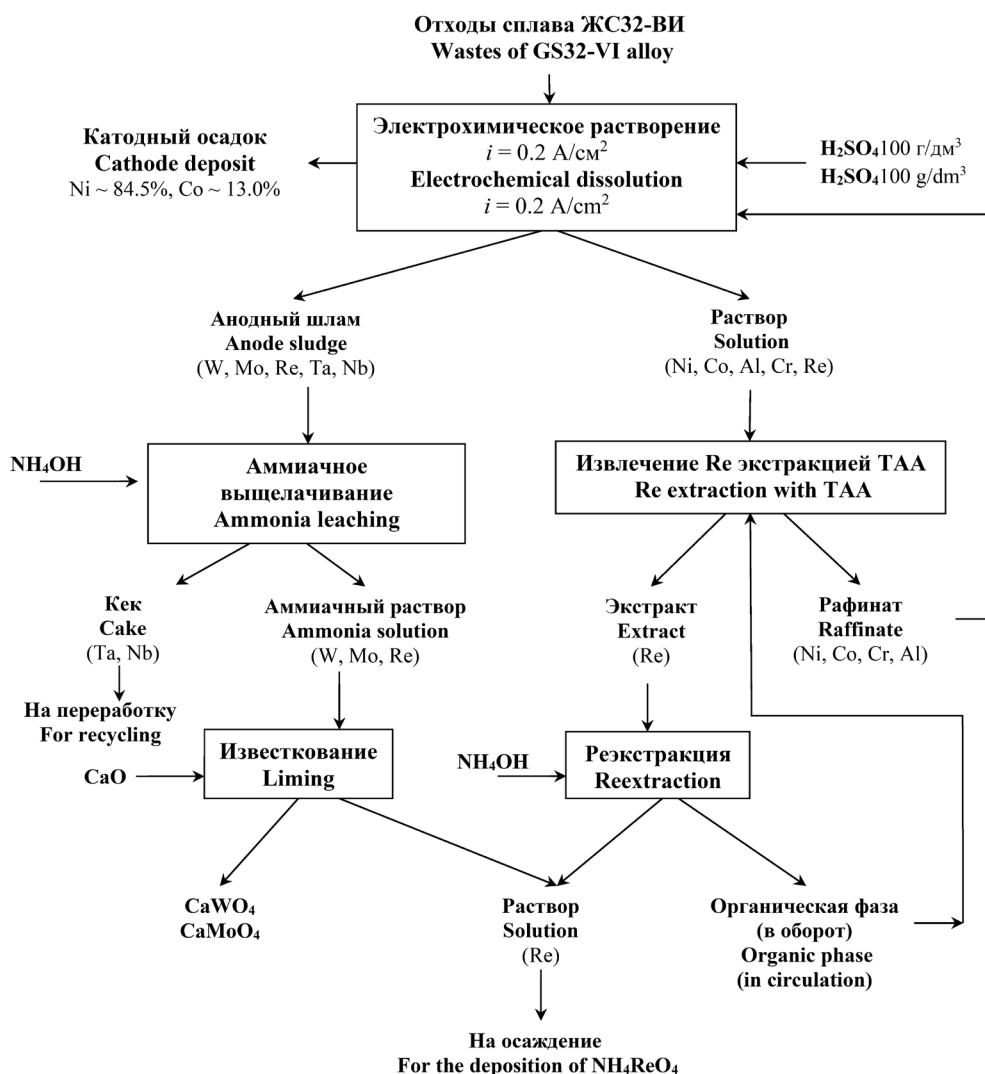 Отходы сплава ЖС32-ВИ
Wastes of GS32-VI alloy
Электрохимическое растворение
i = 0.2 А/см²
Electrochemical dissolution
i = 0.2 A/cm²
Катодный осадок
Cathode deposit
Ni ~ 84.5%, Co ~ 13.0%
H₂SO₄100 г/дм³
H₂SO₄100 g/dm³
Анодный шлам
Anode sludge
(W, Mo, Re, Ta, Nb)
Раствор
Solution
(Ni, Co, Al, Cr, Re)
NH₄OH
Аммиачное
выщелачивание
Ammonia leaching
Извлечение Re экстракцией ТАА
Re extraction with TAA
Кек
Cake
(Ta, Nb)
Аммиачный раствор
Ammonia solution
(W, Mo, Re)
Экстракт
Extract
(Re)
Рафинат
Raffinate
(Ni, Co, Cr, Al)
На переработку
For recycling
CaO
Известкование
Liming
NH₄OH
Реэкстракция
Reextraction
CaWO₄
CaMoO₄
Раствор
Solution
(Re)
Органическая фаза
(в оборот)
Organic phase
(in circulation)
На осаждение
For the deposition of NH₄ReO₄